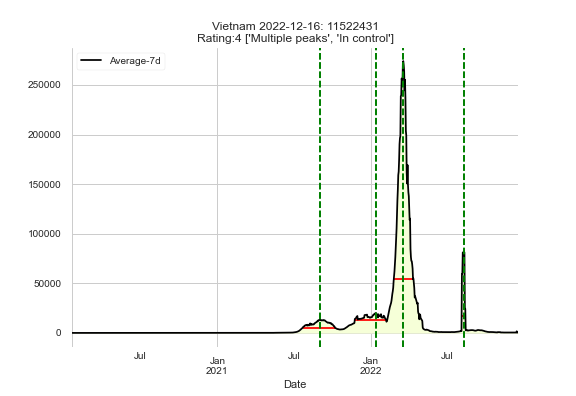 Vietnam 2022-12-16: 11522431
Rating:4 ['Multiple peaks', 'In control']
Average-7d
250000
200000
150000
100000
50000
0
Jul
Jan
2021
Jul
Jan
2022
Jul
Date